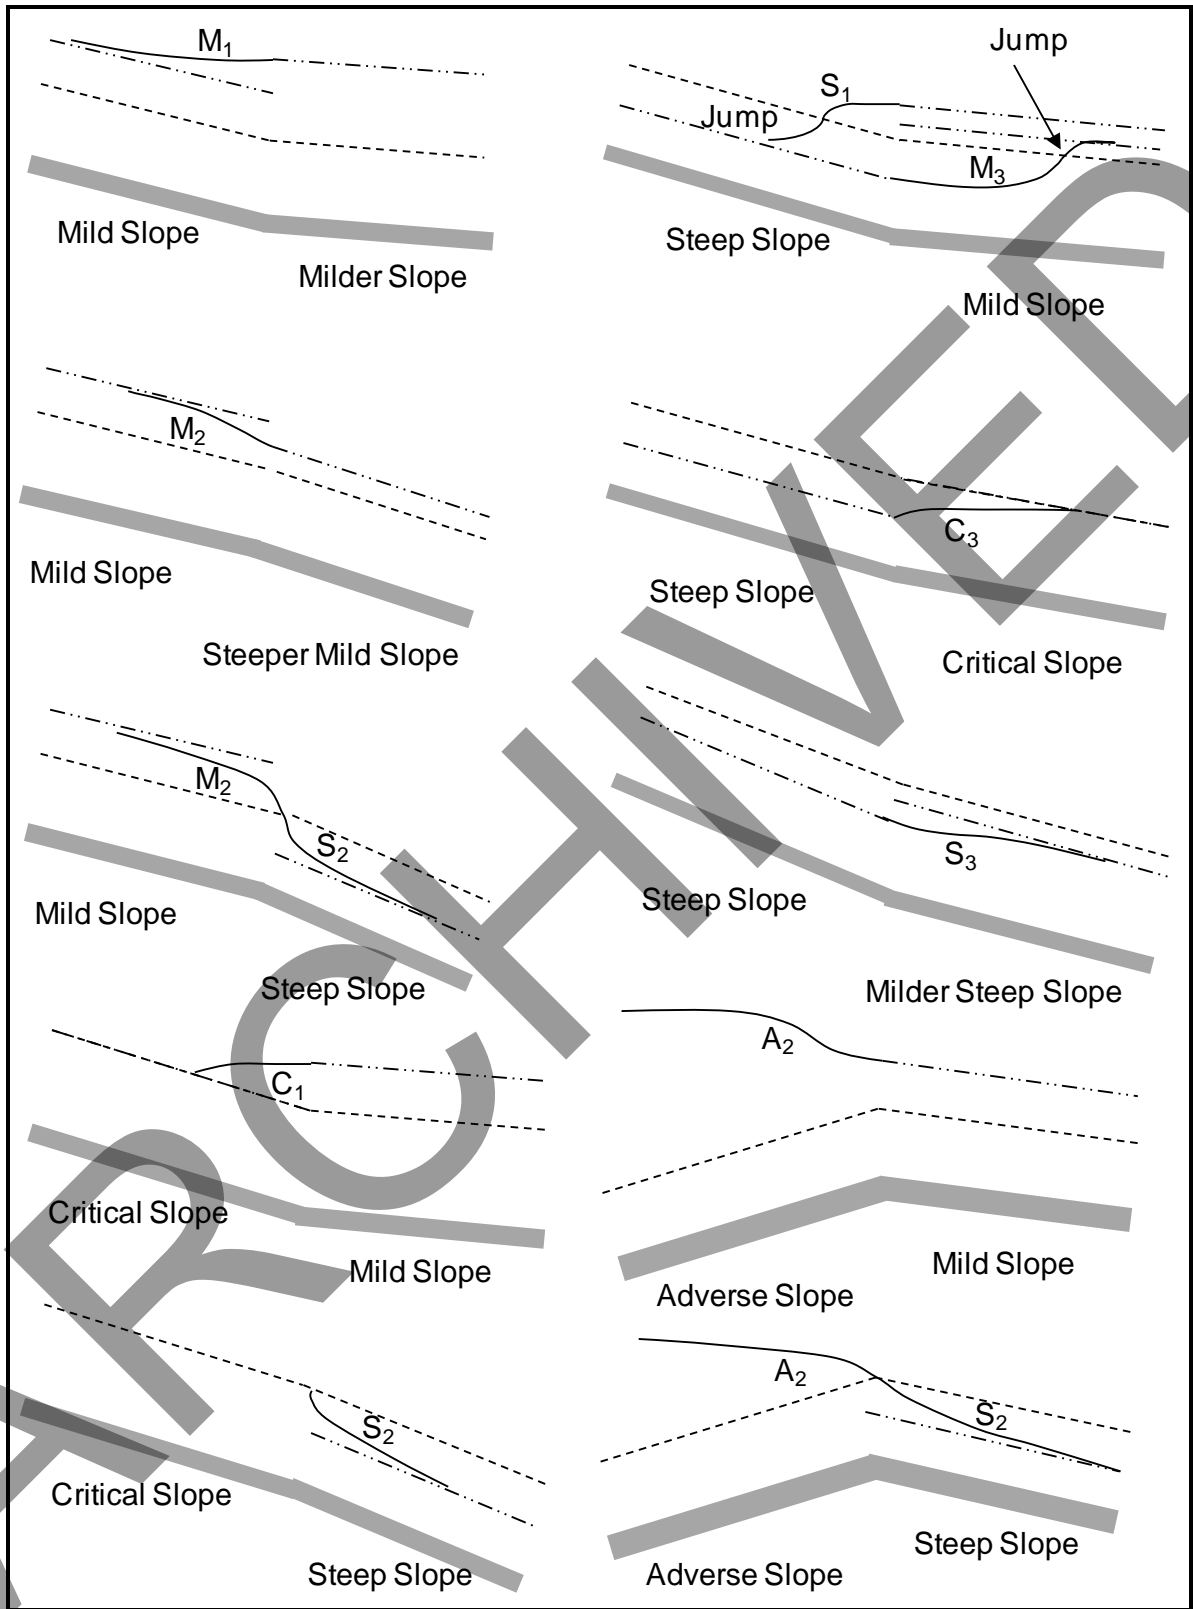 M1
Mild Slope
Milder Slope
M2
Mild Slope
Steeper Mild Slope
M2
S2
Mild Slope
Steep Slope
C1
Critical Slope
Mild Slope
S2
Critical Slope
Steep Slope
Jump
S1
Jump
M3
Steep Slope
Mild Slope
C3
Steep Slope
Critical Slope
S3
Steep Slope
Milder Steep Slope
A2
Mild Slope
Adverse Slope
A2
S2
Steep Slope
Adverse Slope
ARCHIVED